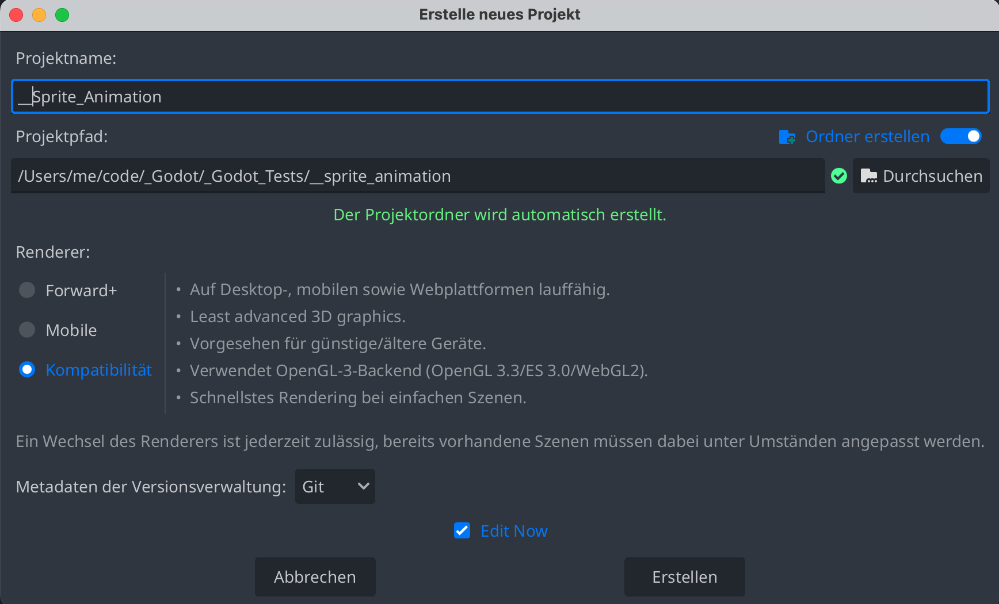 Erstelle neues Projekt
Projektname:
__Sprite_Animation
Projektpfad:
Ordner erstellen
/Users/me/code/_Godot/_Godot_Tests/__sprite_animation
Durchsuchen
Der Projektordner wird automatisch erstellt.
Renderer:
Forward+
Mobile
Kompatibilität
• Auf Desktop-, mobilen sowie Webplattformen lauffähig.
• Least advanced 3D graphics.
• Vorgesehen für günstige/ältere Geräte.
• Verwendet OpenGL-3-Backend (OpenGL 3.3/ES 3.0/WebGL2).
• Schnellstes Rendering bei einfachen Szenen.
Ein Wechsel des Renderers ist jederzeit zulässig, bereits vorhandene Szenen müssen dabei unter Umständen angepasst werden.
Metadaten der Versionsverwaltung: Git
Edit Now
Abbrechen
Erstellen